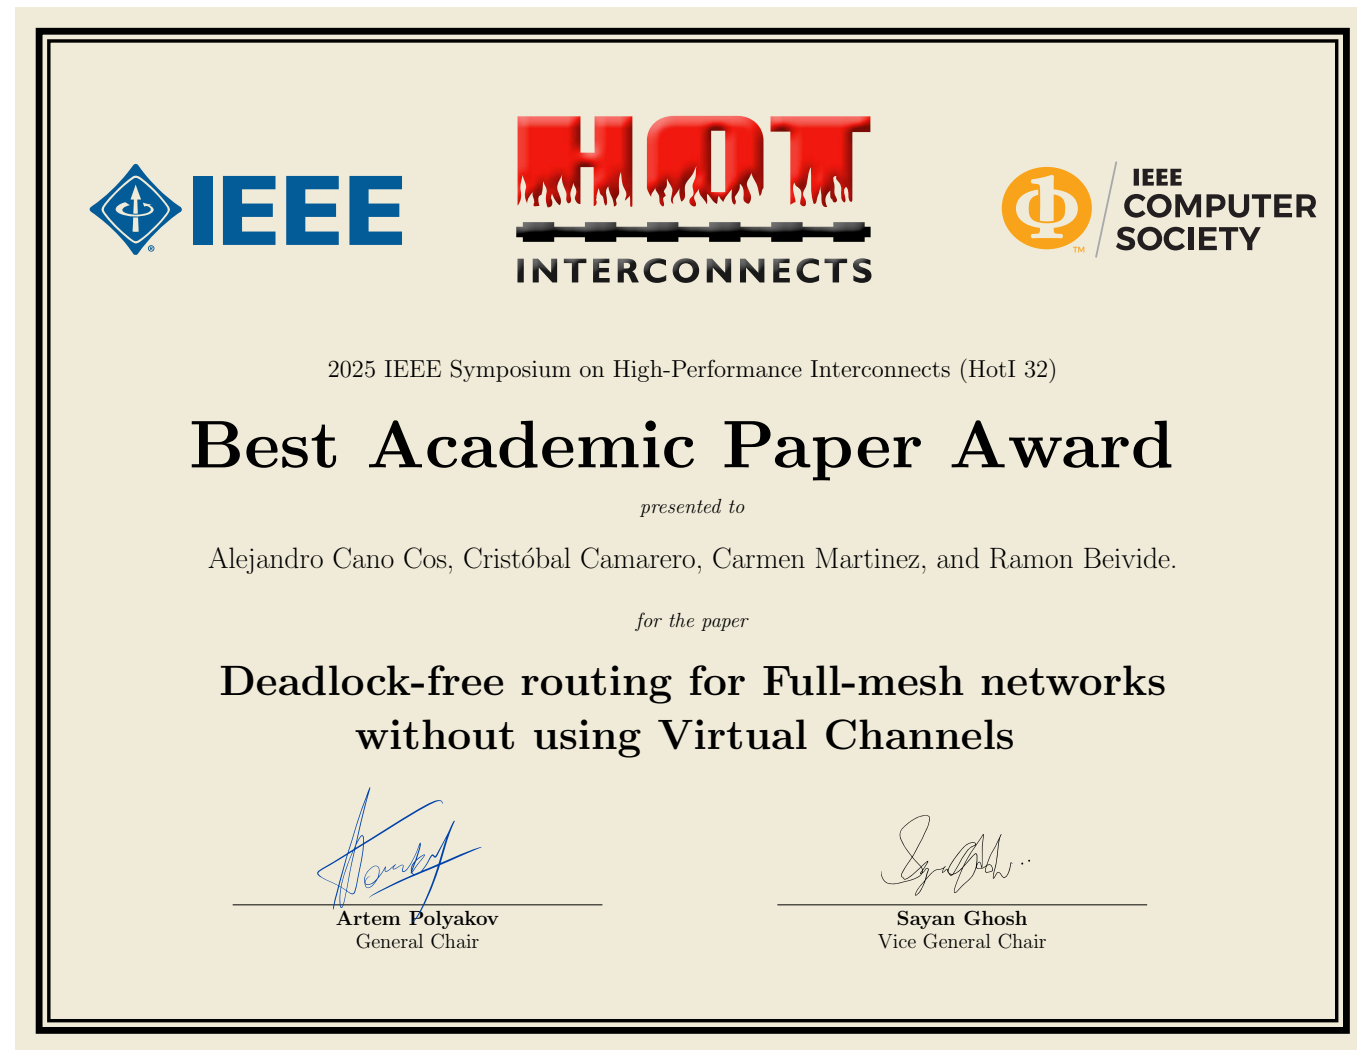 IEEE
®
HOT
INTERCONNECTS
IEEE
COMPUTER
SOCIETY
TM
2025 IEEE Symposium on High-Performance Interconnects (HotI 32)
Best Academic Paper Award
presented to
Alejandro Cano Cos, Cristóbal Camarero, Carmen Martinez, and Ramon Beivide.
for the paper
Deadlock-free routing for Full-mesh networks
without using Virtual Channels
Artem Polyakov
General Chair
Sayan Ghosh
Vice General Chair